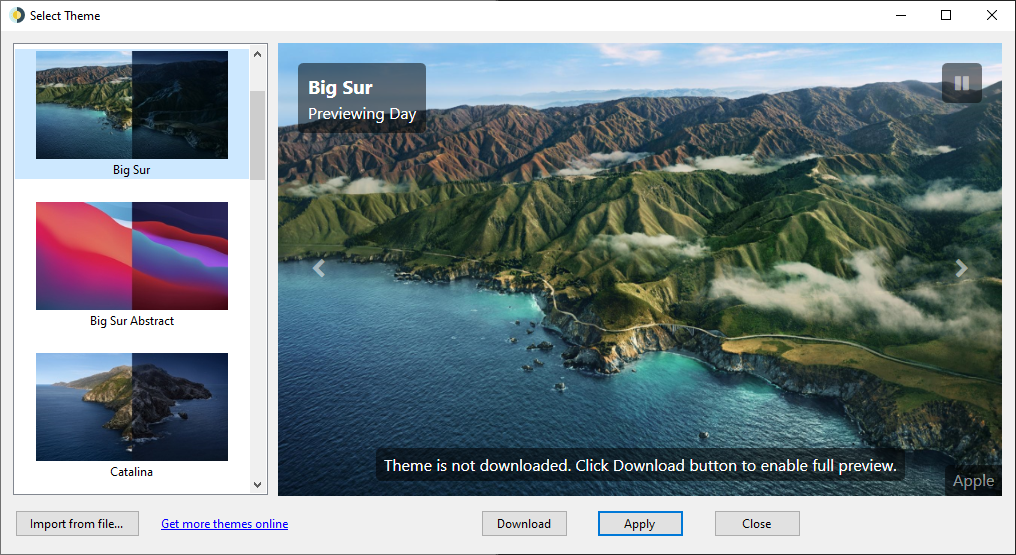 Select Theme
Big Sur
Big Sur Abstract
Catalina
Big Sur
Previewing Day
Theme is not downloaded. Click Download button to enable full preview.
Apple
Import from file...
Get more themes online
Download
Apply
Close